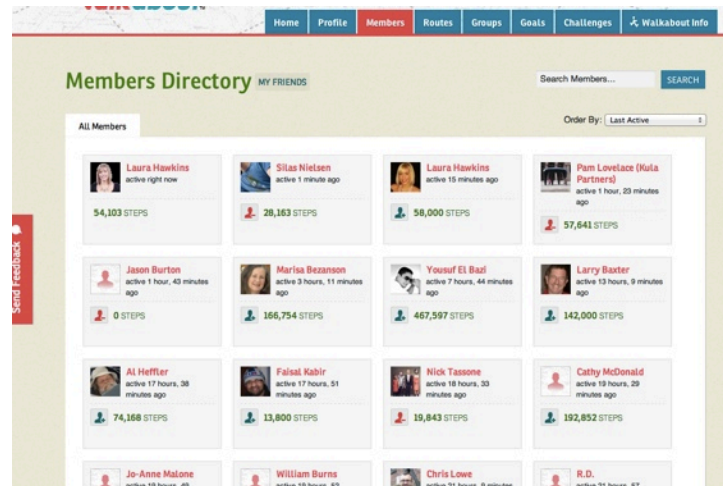 Home Profile Members Routes Groups Goals Challenges Walkabout Info
Members Directory MY FRIENDS
Search Members... SEARCH
All Members
Order By: Last Active
Send Feedback
Laura Hawkins
active right now
54,103 STEPS
Silas Nielsen
active 1 minute ago
28,163 STEPS
Laura Hawkins
active 15 minutes ago
58,000 STEPS
Pam Lovelace (Kula
Partners)
active 1 hour, 23 minutes
ago
57,641 STEPS
Jason Burton
active 1 hour, 43 minutes
ago
0 STEPS
Marisa Bezanson
active 3 hours, 11 minutes
ago
166,754 STEPS
Yousuf El Bazi
active 7 hours, 44 minutes
ago
467,597 STEPS
Larry Baxter
active 13 hours, 9 minutes
ago
142,000 STEPS
Al Heffler
active 17 hours, 38
minutes ago
74,168 STEPS
Faisal Kabir
active 17 hours, 51
minutes ago
13,800 STEPS
Nick Tassone
active 18 hours, 33
minutes ago
19,843 STEPS
Cathy McDonald
active 19 hours, 29
minutes ago
192,852 STEPS
Jo-Anne Malone
William Burns
Chris Lowe
R.D.